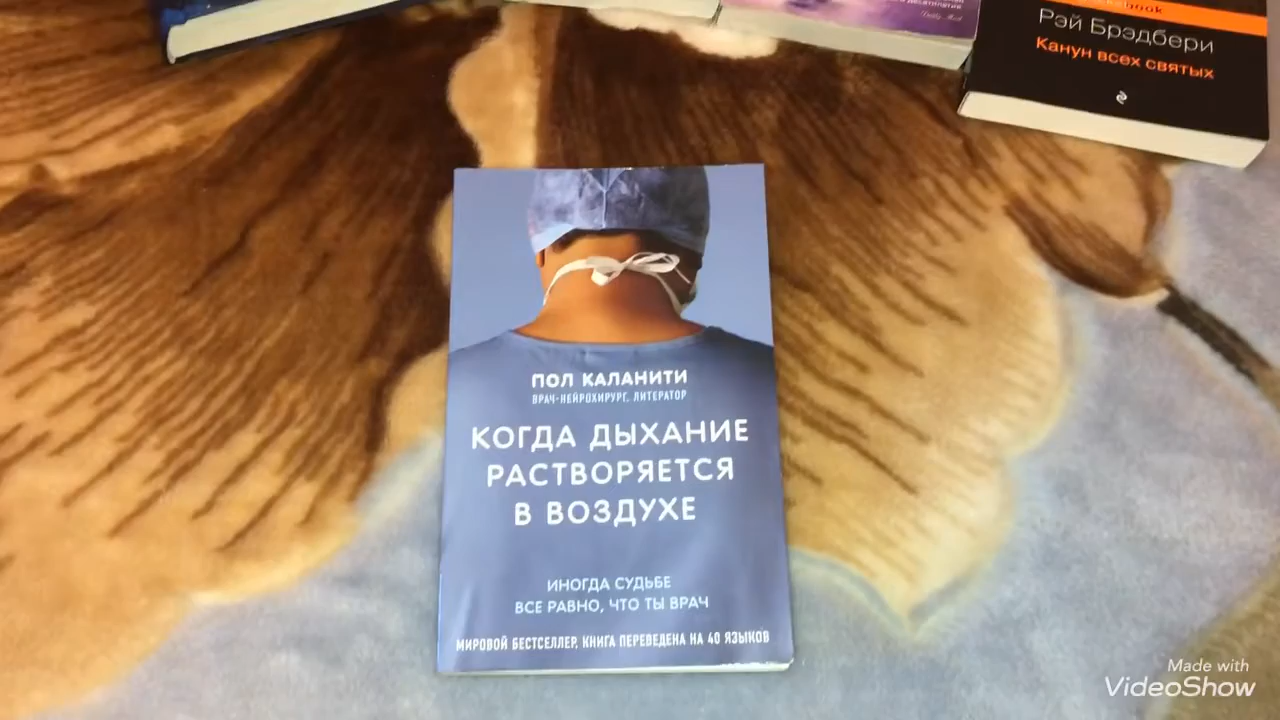 book
Рэй Брэдбери
Канун всех святых
ПОЛ КАЛАНИТИ
ВРАЧ-НЕЙРОХИРУРГ, ЛИТЕРАТОР
КОГДА ДЫХАНИЕ
РАСТВОРЯЕТСЯ
В ВОЗДУХЕ
ИНОГДА СУДЬБЕ
ВСЕ РАВНО, ЧТО ТЫ ВРАЧ
МИРОВОЙ БЕСТСЕЛЛЕР, КНИГА ПЕРЕВЕДЕНА НА 40 ЯЗЫКОВ
Made with
VideoShow